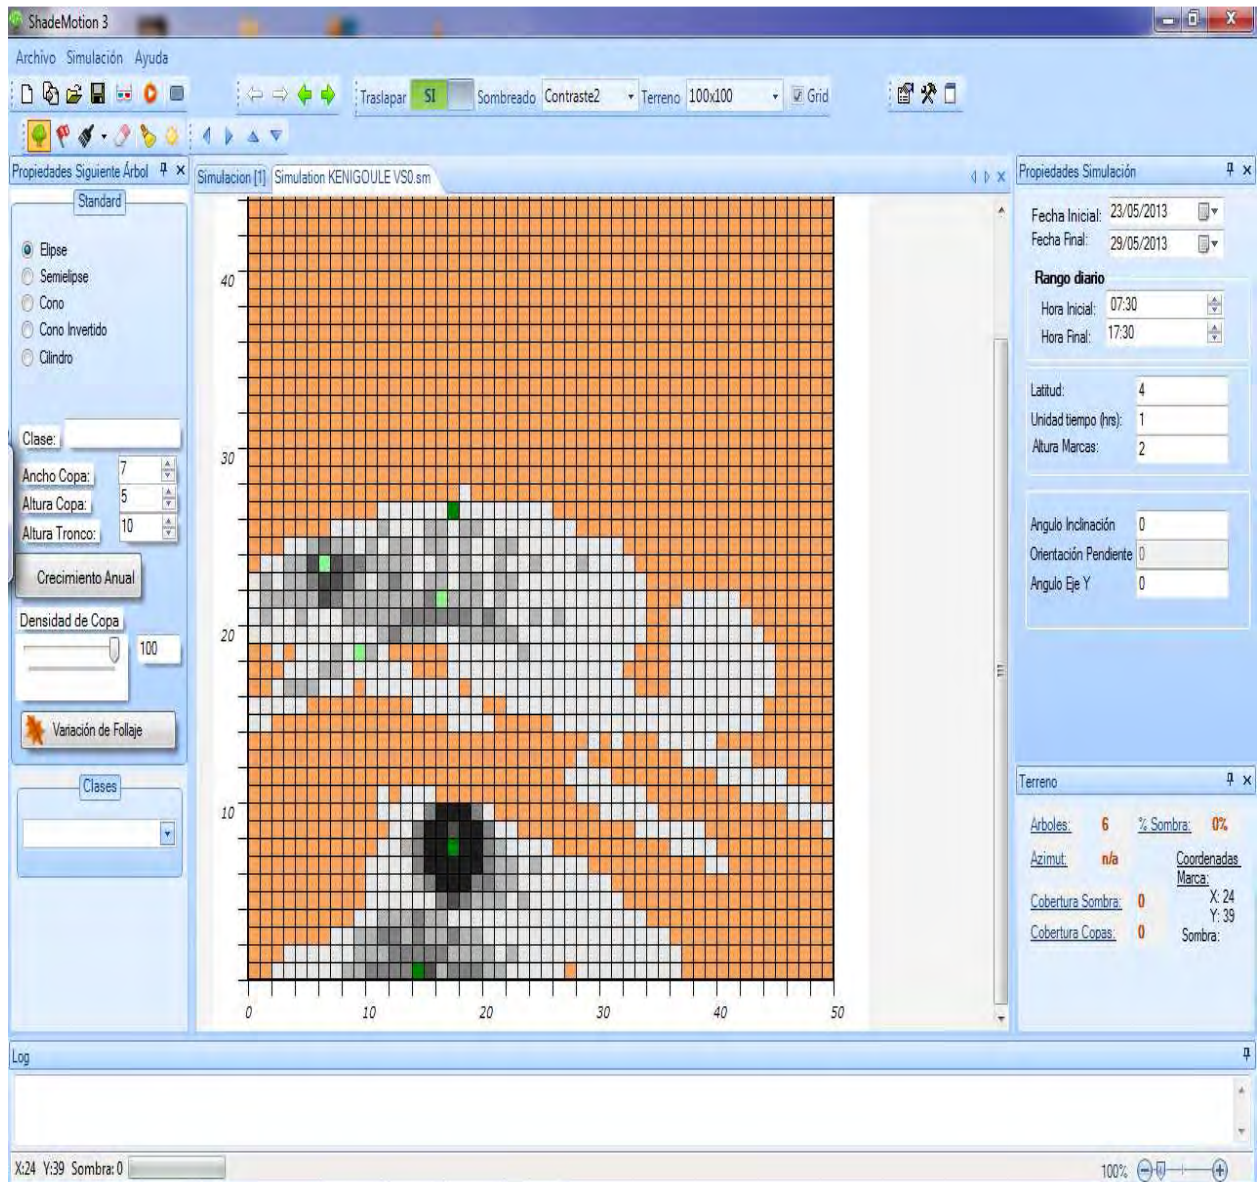 ShadeMotion 3
Archivo Simulación Ayuda
Traslapar SI Sombreado Contraste2 Terreno 100x100 Grid
Propiedades Siguiente Árbol
Standard
Elipse
Semielipse
Cono
Cono Invertido
Cilindro
Clase:
Ancho Copa: 7
Altura Copa: 5
Altura Tronco: 10
Crecimiento Anual
Densidad de Copa
100
Variación de Follaje
Clases
Simulacion [1] Simulation KENIGOULE VS0.sm
40
30
20
10
0 10 20 30 40 50
Propiedades Simulación
Fecha Inicial: 23/05/2013
Fecha Final: 29/05/2013
Rango diario
Hora Inicial: 07:30
Hora Final: 17:30
Latitud: 4
Unidad tiempo (hrs): 1
Altura Marcas: 2
Angulo Inclinación 0
Orientación Pendiente 0
Angulo Eje Y 0
Terreno
Arboles: 6 % Sombra: 0%
Azimut: n/a Coordenadas
Marca:
X: 24
Y: 39
Cobertura Sombra: 0
Cobertura Copas: 0 Sombra:
Log
X:24 Y:39 Sombra: 0
100%